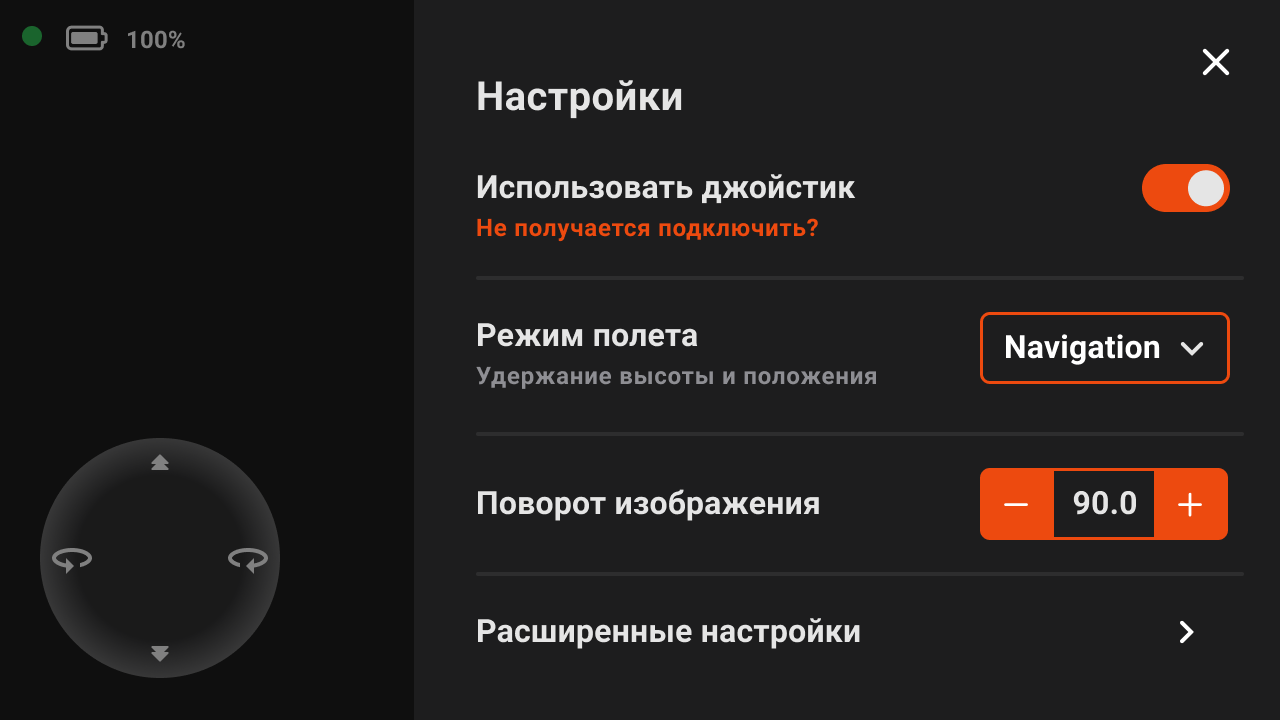 100%
Настройки
Использовать джойстик
Не получается подключить?
Режим полета
Удержание высоты и положения
Navigation
Поворот изображения
90.0
Расширенные настройки